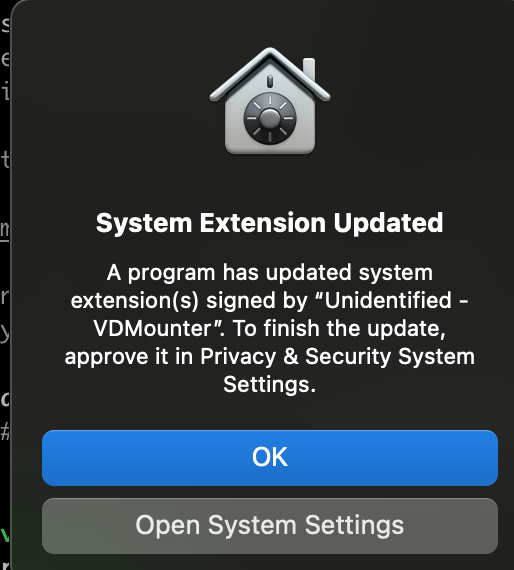 System Extension Updated
A program has updated system
extension(s) signed by “Unidentified -
VDMounter”. To finish the update,
approve it in Privacy & Security System
Settings.
OK
Open System Settings